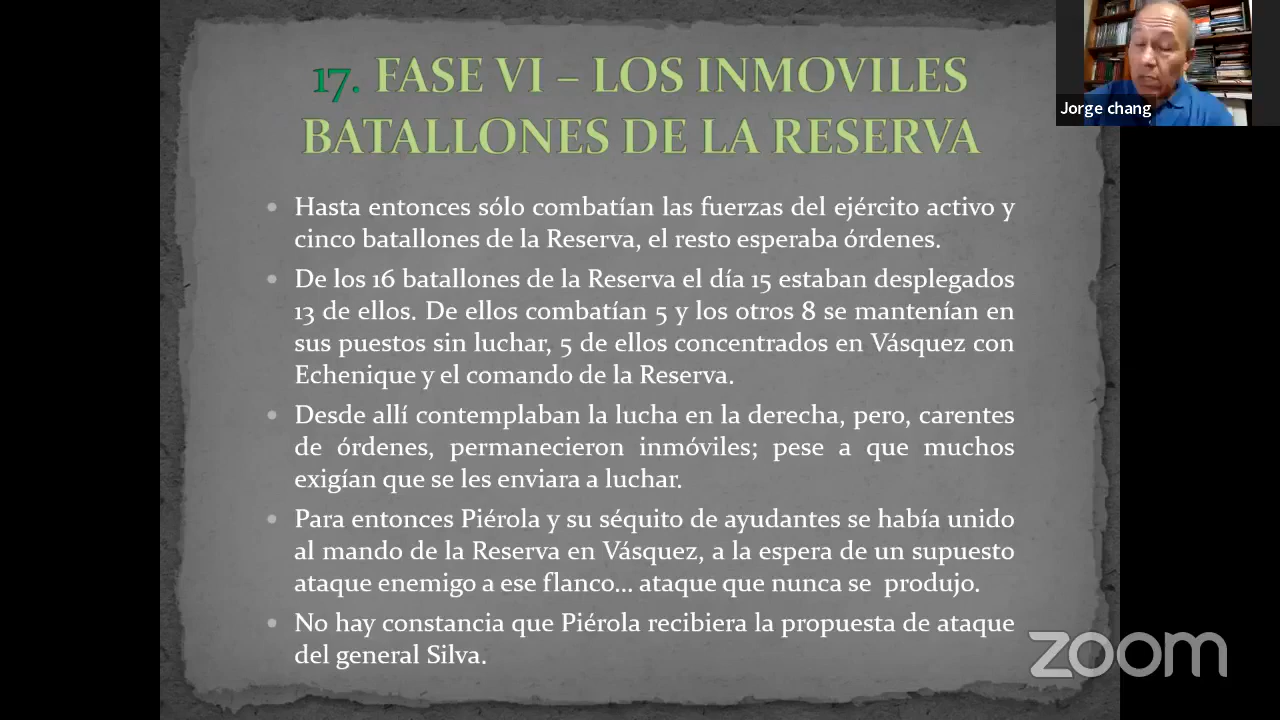 17. FASE VI – LOS INMOVILES
BATALLONES DE LA RESERVA
Jorge chang
• Hasta entonces sólo combatían las fuerzas del ejército activo y
cinco batallones de la Reserva, el resto esperaba órdenes.
• De los 16 batallones de la Reserva el día 15 estaban desplegados
13 de ellos. De ellos combatían 5 y los otros 8 se mantenían en
sus puestos sin luchar, 5 de ellos concentrados en Vásquez con
Echenique y el comando de la Reserva.
• Desde allí contemplaban la lucha en la derecha, pero, carentes
de órdenes, permanecieron inmóviles; pese a que muchos
exigían que se les enviara a luchar.
• Para entonces Piérola y su séquito de ayudantes se había unido
al mando de la Reserva en Vásquez, a la espera de un supuesto
ataque enemigo a ese flanco... ataque que nunca se produjo.
• No hay constancia que Piérola recibiera la propuesta de ataque
del general Silva.
zoom